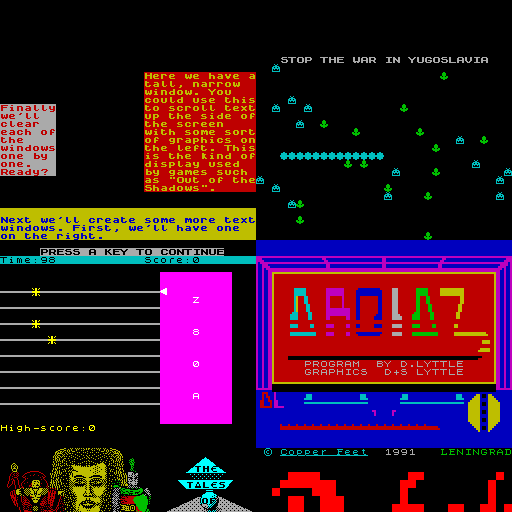 Finally
we'll
clear
each of
the
windows
one by
one.
Ready?
Here we have a
tall, narrow
window. You
could use this
to scroll text
up the side of
the screen
with some sort
of graphics on
the left. This
is the kind of
display used
by games such
as "Out of the
Shadows".
Next we'll create some more text
windows. First, we'll have one
on the right.
PRESS A KEY TO CONTINUE
STOP THE WAR IN YUGOSLAVIA
Time:98 Score:0
Z
8
0
A
High-score:0
DROIDZ
PROGRAM BY D.LYTTLE
GRAPHICS D+S LYTTLE
DL
© Copper Feet 1991 LENINGRAD
THE
TALES
OF